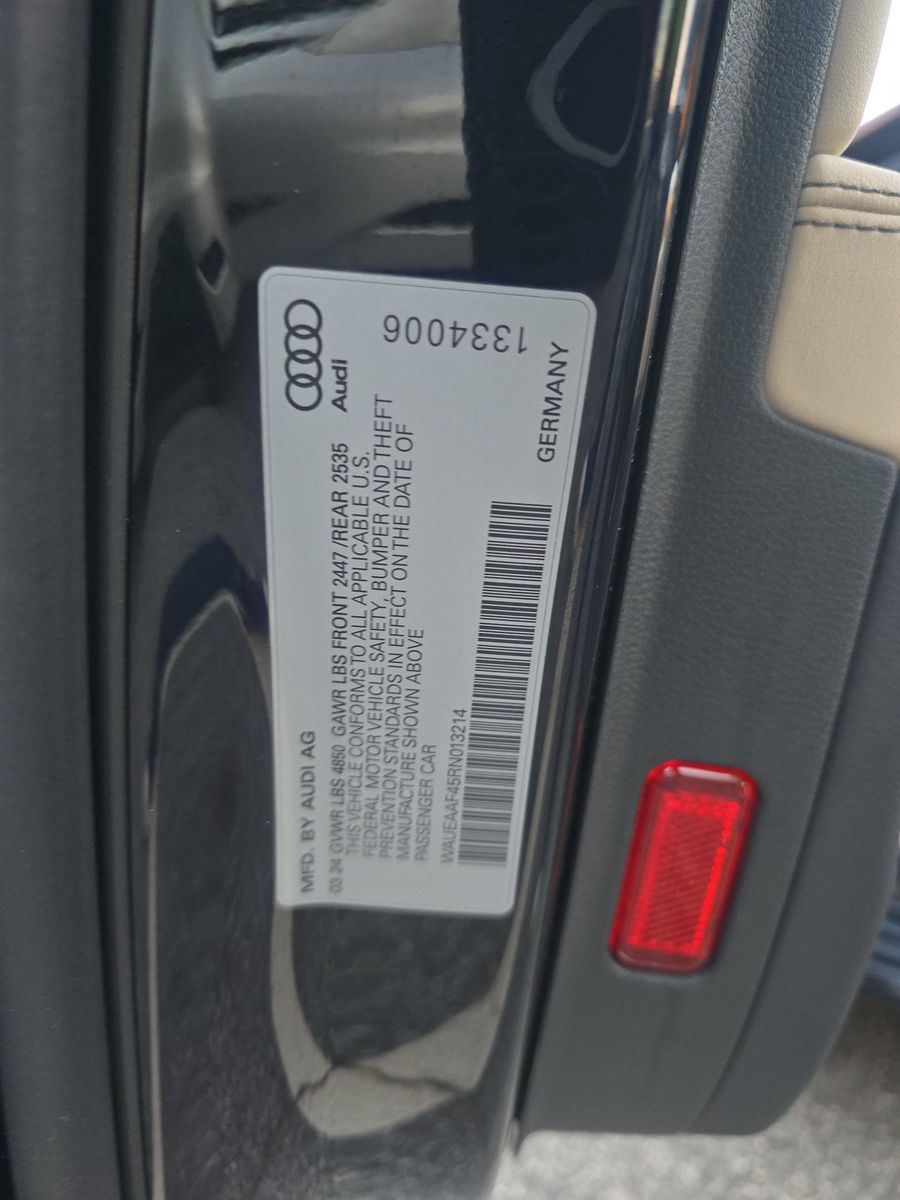 MFD. BY AUDI AG
Audi
03 24 GVWR LBS 4850 GAWR LBS FRONT 2447 /REAR 2535
THIS VEHICLE CONFORMS TO ALL APPLICABLE U.S.
FEDERAL MOTOR VEHICLE SAFETY, BUMPER AND THEFT
PREVENTION STANDARDS IN EFFECT ON THE DATE OF
MANUFACTURE SHOWN ABOVE
PASSENGER CAR
WAUEAAF45RN013214
GERMANY
1334006